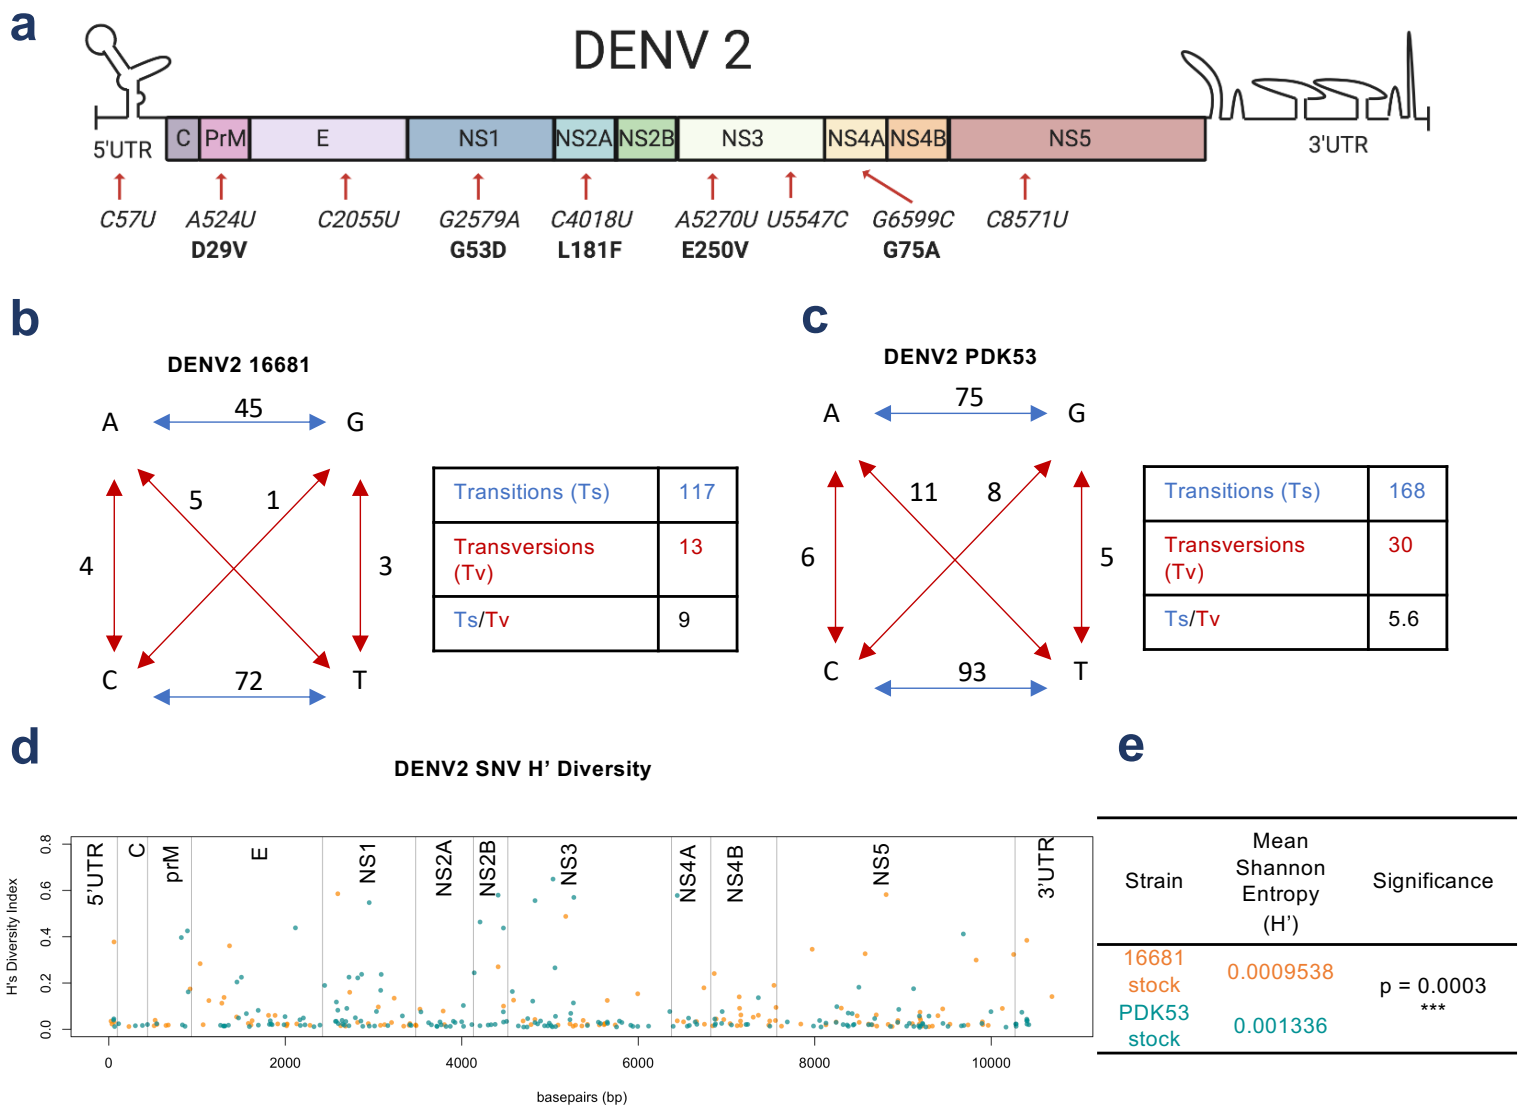 a
DENV 2
5'UTR
C
PrM
E
NS1
NS2A
NS2B
NS3
NS4A
NS4B
NS5
3'UTR
C57U
A524U
C2055U
G2579A
C4018U
A5270U
U5547C
G6599C
C8571U
D29V
G53D
L181F
E250V
G75A
b
DENV2 16681
A
45
G
5
1
4
3
C
72
T
Transitions (Ts)
117
Transversions
(Tv)
13
Ts/Tv
9
c
DENV2 PDK53
A
75
G
11
8
6
5
C
93
T
Transitions (Ts)
168
Transversions
(Tv)
30
Ts/Tv
5.6
d
DENV2 SNV H’ Diversity
H's Diversity Index
0.8
0.6
0.4
0.2
0.0
5’UTR
C
prM
E
NS1
NS2A
NS2B
NS3
NS4A
NS4B
NS5
3’UTR
0
2000
4000
6000
8000
10000
basepairs (bp)
e
Strain
Mean
Shannon
Entropy
(H’)
Significance
16681
stock
0.0009538
p = 0.0003
***
PDK53
stock
0.001336